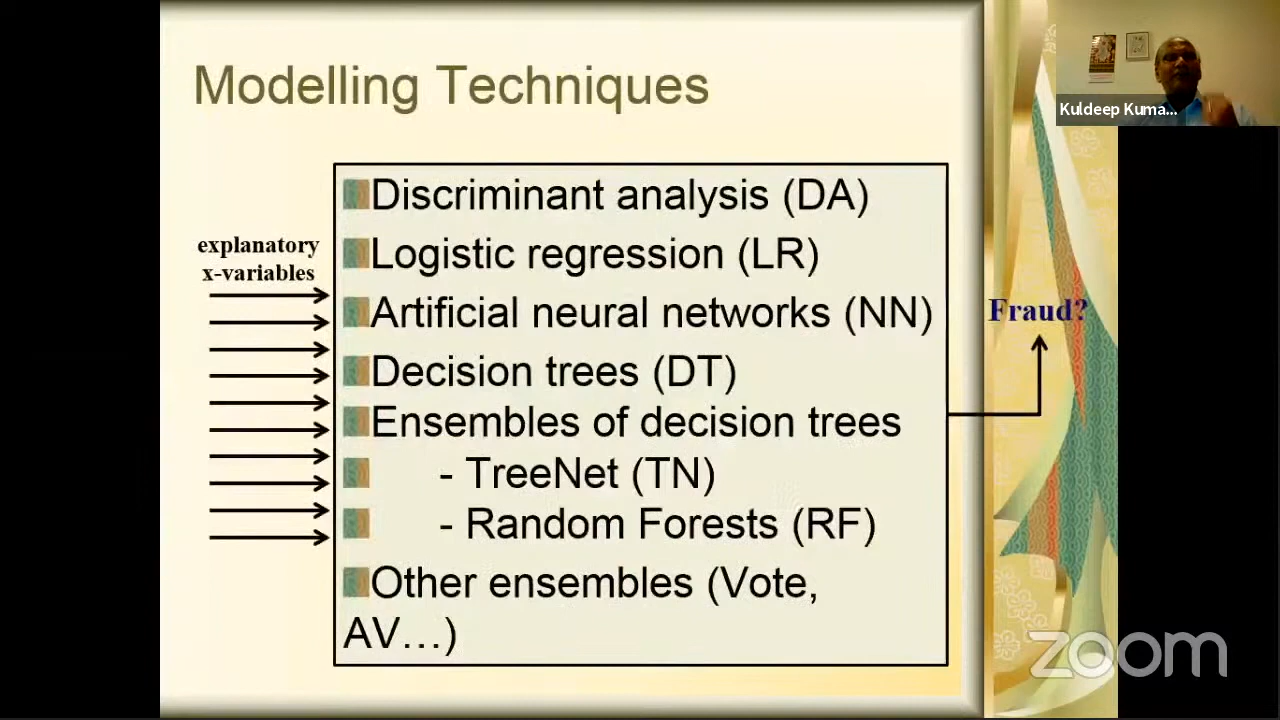 Modelling Techniques
Kuldeep Kuma...
explanatory
x-variables
Discriminant analysis (DA)
Logistic regression (LR)
Artificial neural networks (NN)
Decision trees (DT)
Ensembles of decision trees
- TreeNet (TN)
- Random Forests (RF)
Other ensembles (Vote,
AV…)
Fraud?
zoom